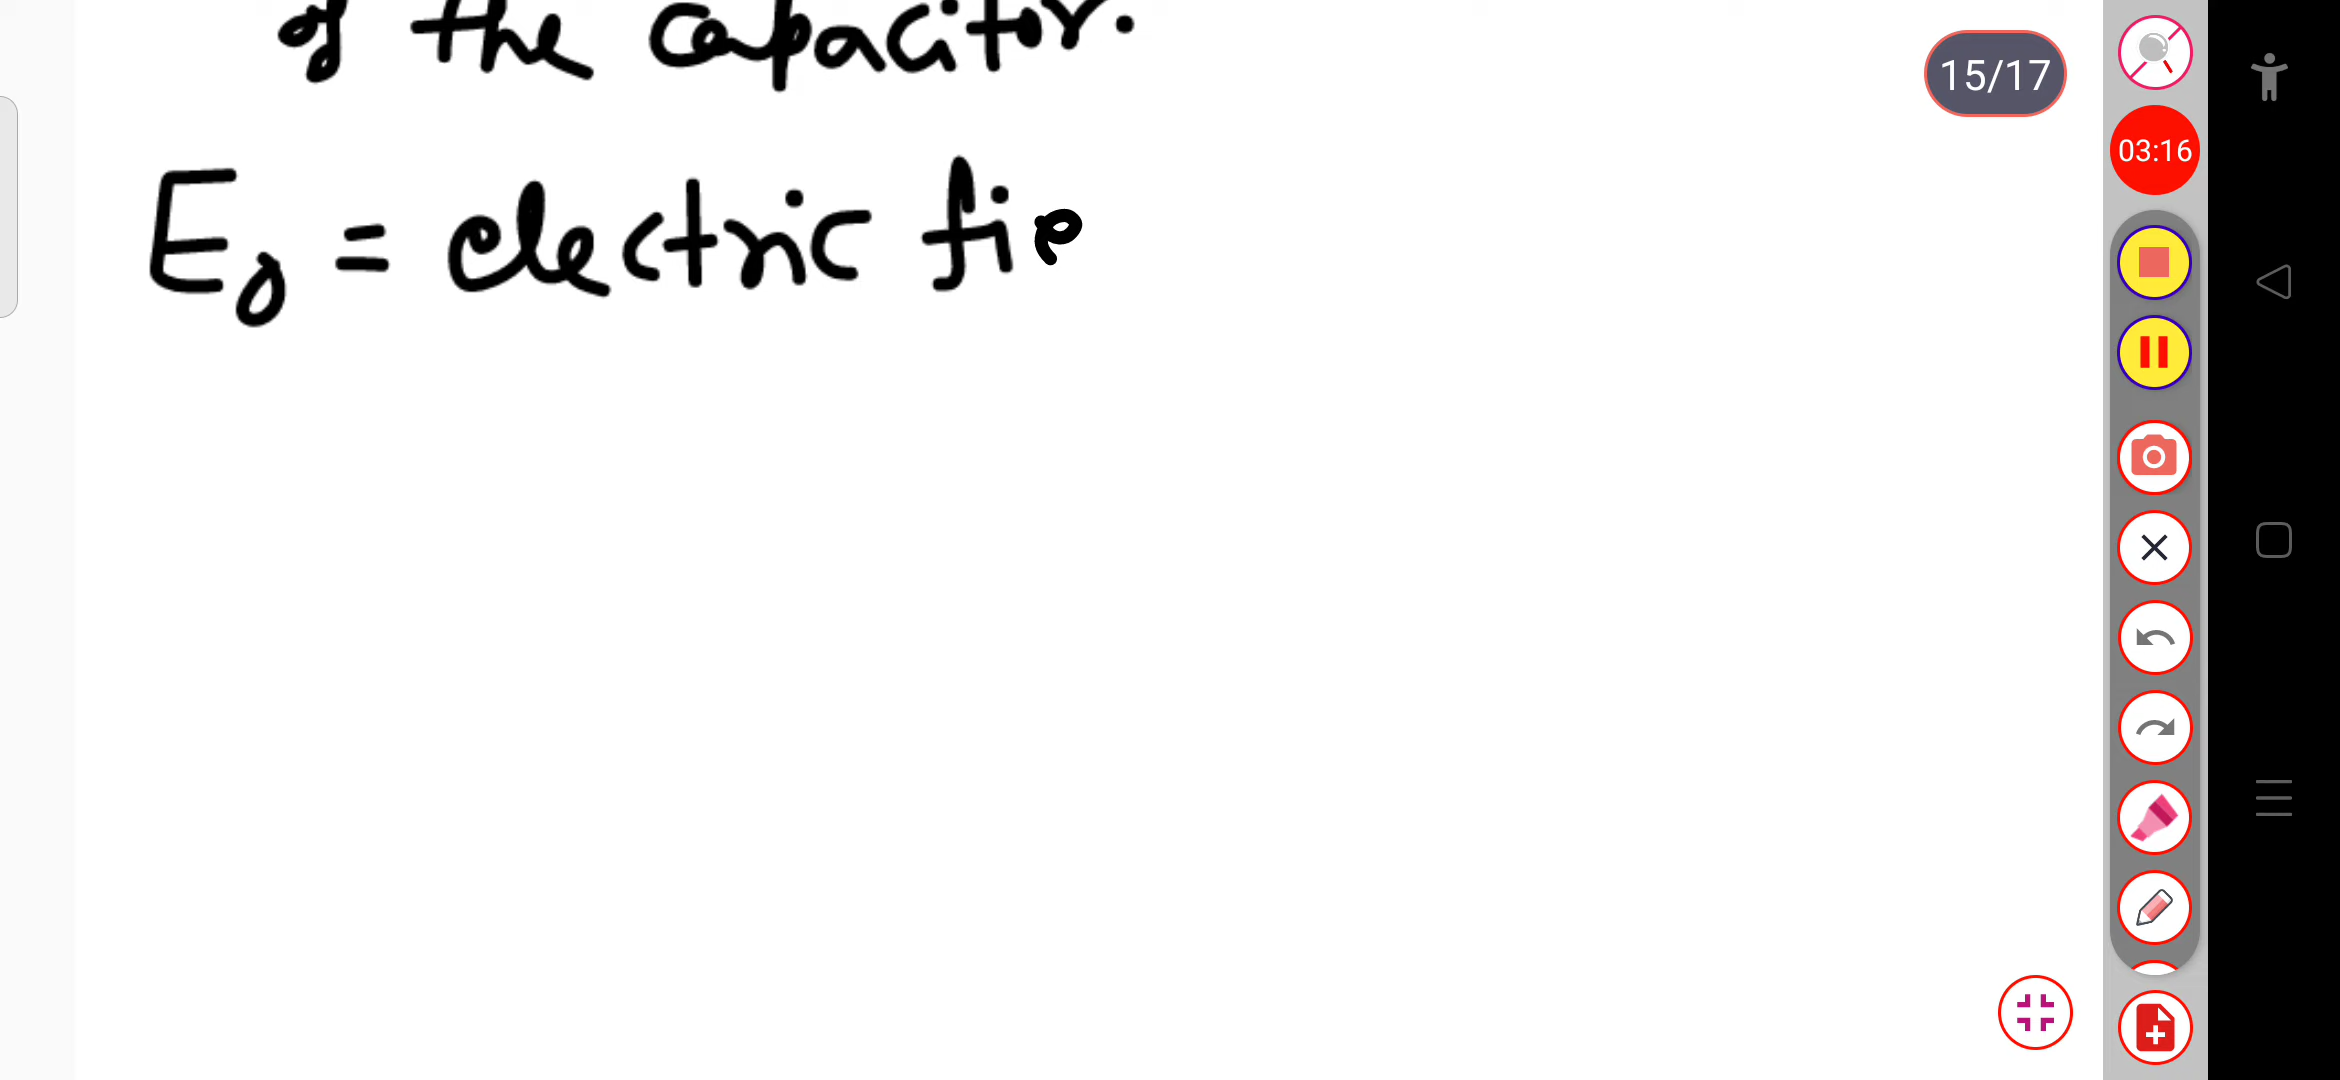 of the capacitor.
15/17
03:16
E₀ = electric fie